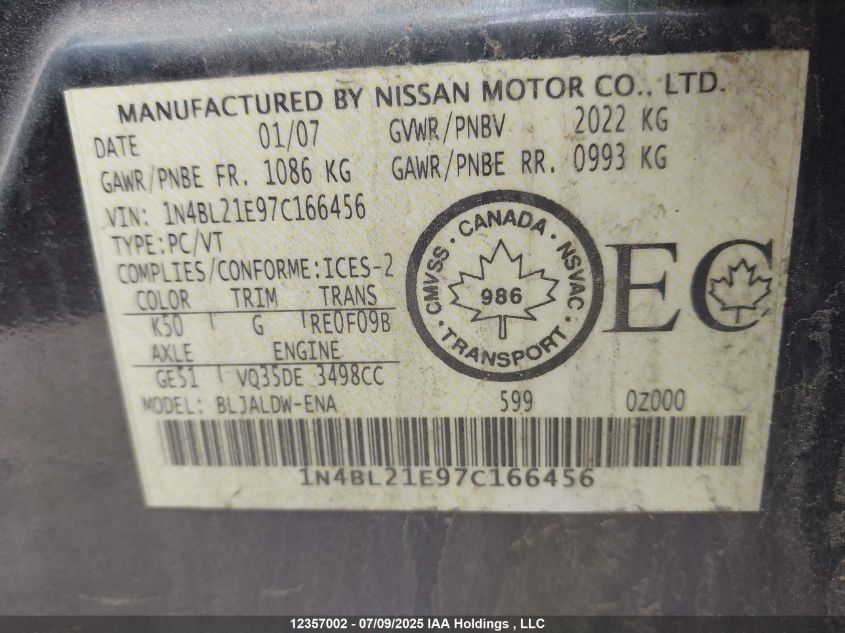 MANUFACTURED BY NISSAN MOTOR CO., LTD.
DATE 01/07 GVWR/PNBV 2022 KG
GAWR/PNBE FR. 1086 KG GAWR/PNBE RR. 0993 KG
VIN: 1N4BL21E97C166456
TYPE:PC/VT
COMPLIES/CONFORME:ICES-2
COLOR TRIM TRANS
K50 G RE0F09B
AXLE ENGINE
GE51 VQ35DE 3498CC
MODEL: BLJALDW-ENA 599 0Z000
CMVSS · CANADA · NSVAC · TRANSPORT ·
986
EC
1N4BL21E97C166456
12357002 - 07/09/2025 IAA Holdings , LLC